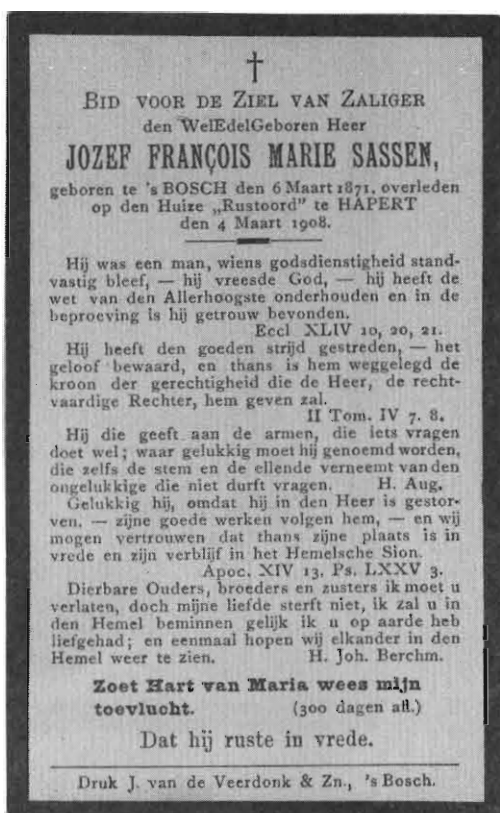 BID VOOR DE ZIEL VAN ZALIGER
den WelEdelGeboren Heer
JOZEF FRANÇOIS MARIE SASSEN,
geboren te 's BOSCH den 6 Maart 1871, overleden
op den Huize „Rustoord” te HAPERT
den 4 Maart 1908.
Hij was een man, wiens godsdienstigheid stand-
vastig bleef, — hij vreesde God, — hij heeft de
wet van den Allerhoogste onderhouden en in de
beproeving is hij getrouw bevonden.
Eccl XLIV 10, 20, 21.
Hij heeft den goeden strijd gestreden, — het
geloof bewaard, en thans is hem weggelegd de
kroon der gerechtigheid die de Heer, de recht-
vaardige Rechter, hem geven zal.
II Tom. IV 7. 8.
Hij die geeft aan de armen, die iets vragen
doet wel; waar gelukkig moet hij genoemd worden,
die zelfs de stem en de ellende verneemt van den
ongelukkige die niet durft vragen. H. Aug.
Gelukkig hij, omdat hij in den Heer is gestor-
ven. — zijne goede werken volgen hem, — en wij
mogen vertrouwen dat thans zijne plaats is in
vrede en zijn verblijf in het Hemelsche Sion.
Apoc. XIV 13. Ps. LXXV 3.
Dierbare Ouders, broeders en zusters ik moet u
verlaten, doch mijne liefde sterft niet, ik zal u in
den Hemel beminnen gelijk ik u op aarde heb
liefgehad; en eenmaal hopen wij elkander in den
Hemel weer te zien. H. Joh. Berchm.
Zoet Hart van Maria wees mijn
toevlucht. (300 dagen afl.)
Dat hij ruste in vrede.
Druk J. van de Veerdonk & Zn., 's Bosch.